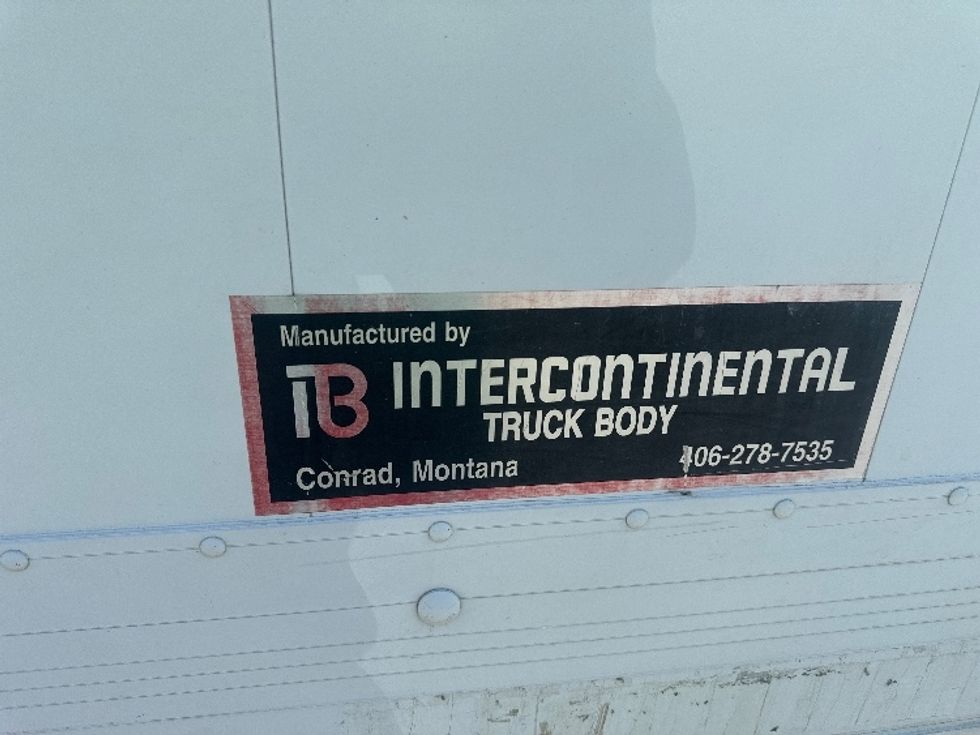 Manufactured by
ITB INTERCONTINENTAL
TRUCK BODY
Conrad, Montana
406-278-7535